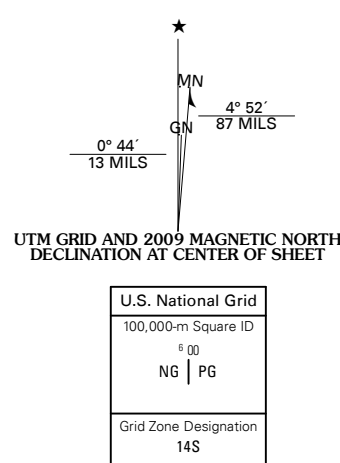 ★
MN
4° 52´
87 MILS
GN
0° 44´
13 MILS
UTM GRID AND 2009 MAGNETIC NORTH
DECLINATION AT CENTER OF SHEET
U.S. National Grid
100,000-m Square ID
6 00
NG PG
Grid Zone Designation
14S